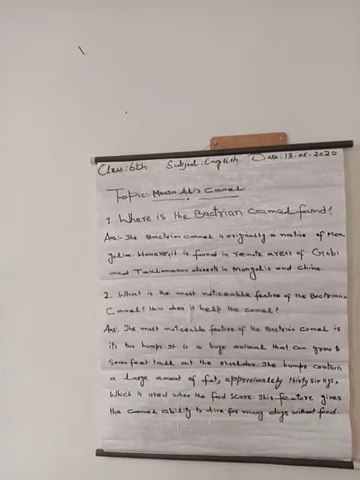 Class: 6th Subject: English Date: 13-05-2020
Topic: Moosa Ali's Camel
1. Where is the Bactrian camel found?
Ans:- The Bactrian camel is originally a native of Mon
golia. However, it is found in remote areas of Gobi
and Taklamakan deserts in Mongolia and China.
2. What is the most noticeable feature of the Bactrian
Camel? How does it help the camel?
Ans: The most noticeable feature of the Bactrian camel is
its two humps. It is a huge animal that can grow to
seven feet tall at the shoulder. The humps contain
a large amount of fat, approximately thirty six kgs,
which is used when the food scarce. This feature gives
the camel ability to live for many days without food.